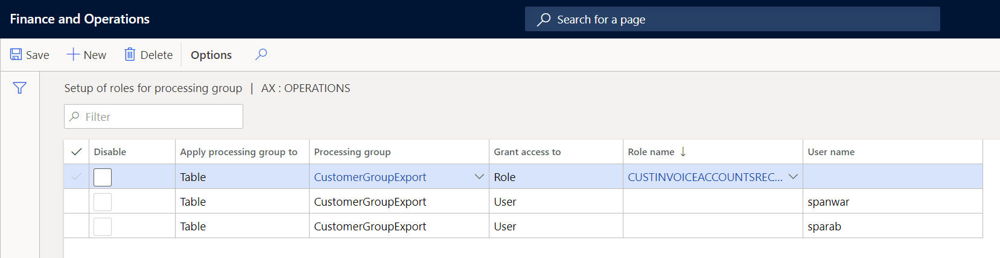 Finance and Operations
Search for a page
Save New Delete Options
Setup of roles for processing group | AX : OPERATIONS
Filter
Disable Apply processing group to Processing group Grant access to Role name User name
Table CustomerGroupExport Role CUSTINVOICEACCOUNTSREC...
Table CustomerGroupExport User spanwar
Table CustomerGroupExport User sparab